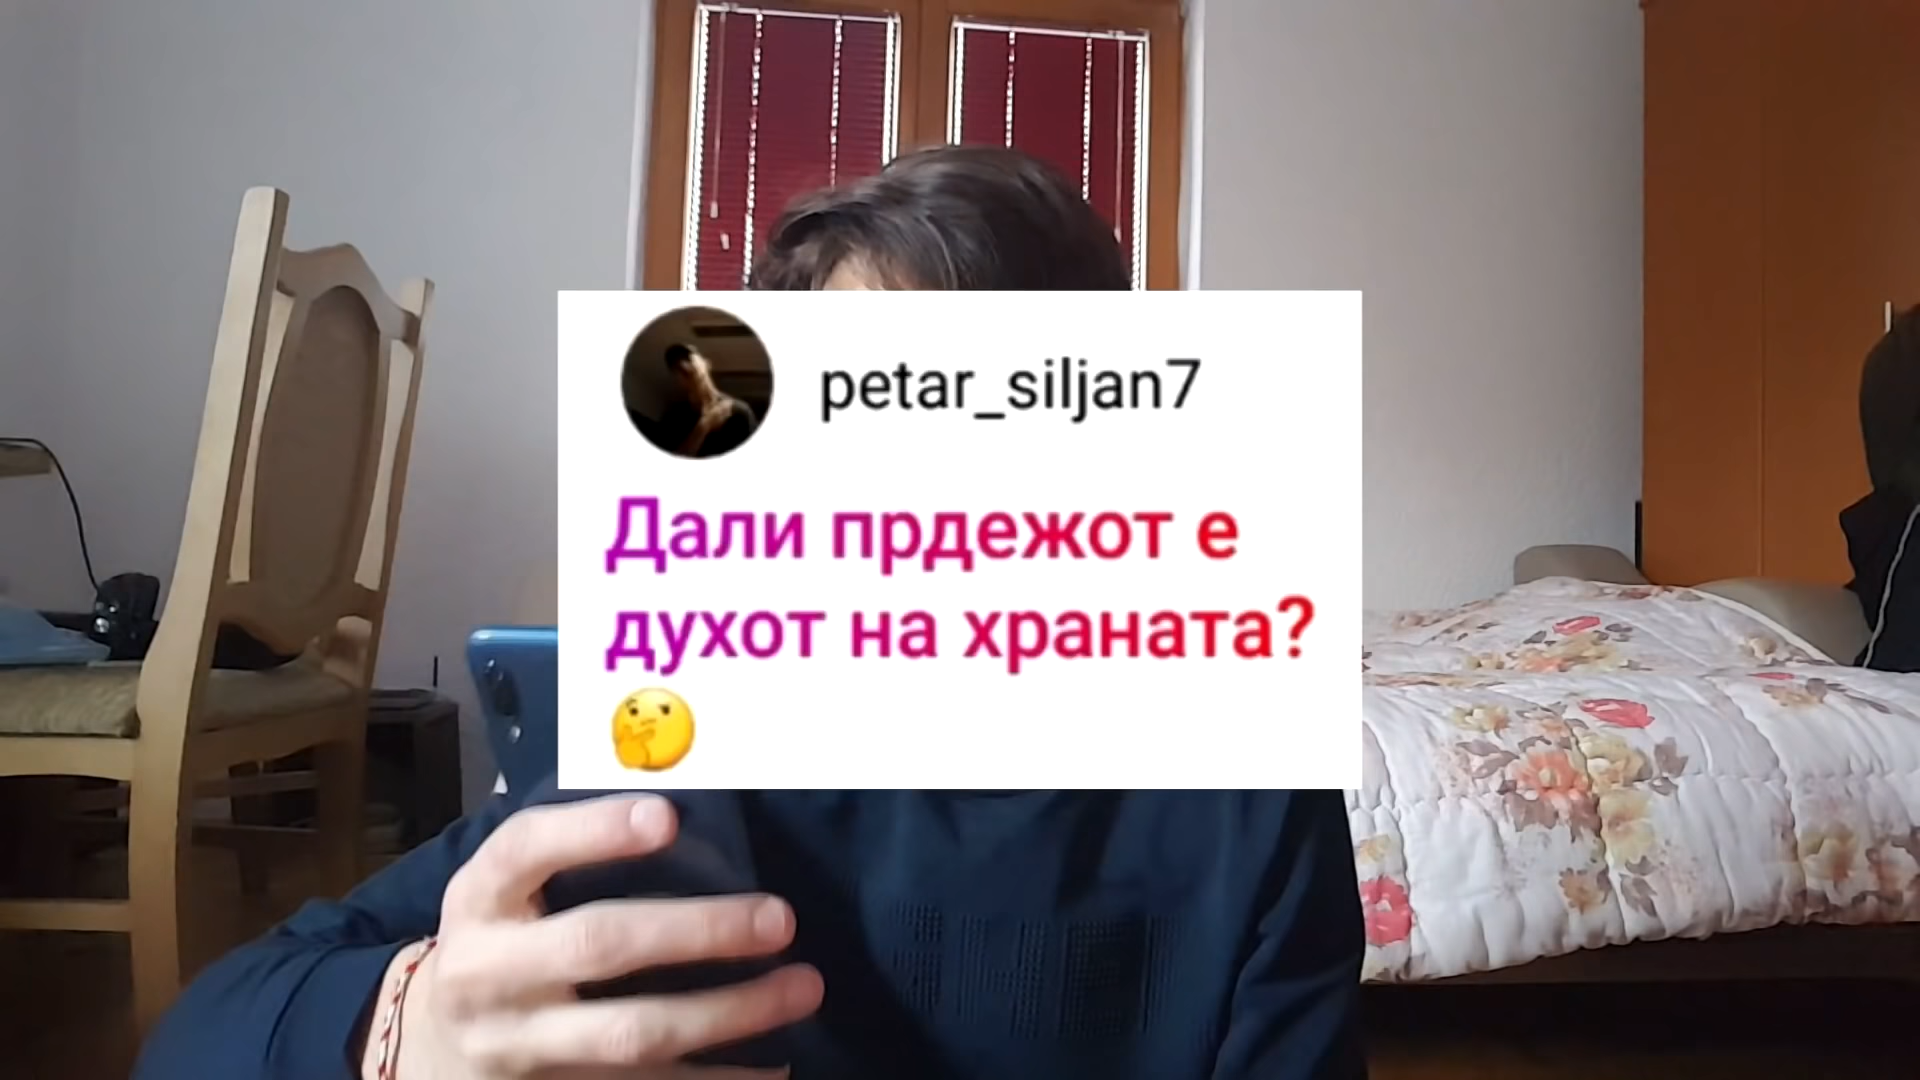 petar_siljan7
Дали прдежот е
духот на храната?
🤔